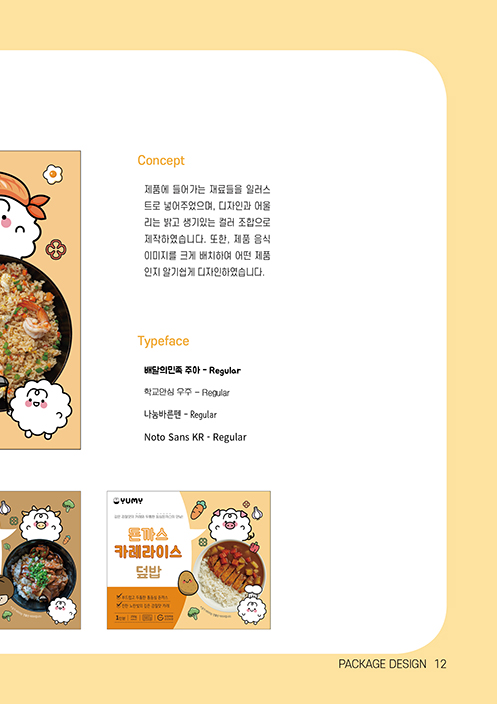 Concept
제품에 들어가는 재료들을 일러스
트로 넣어주었으며, 디자인과 어울
리는 밝고 생기있는 컬러 조합으로
제작하였습니다. 또한, 제품 음식
이미지를 크게 배치하여 어떤 제품
인지 알기쉽게 디자인하였습니다.
Typeface
배달의민족 주아 - Regular
학교안심 우주 - Regular
나눔바른펜 - Regular
Noto Sans KR - Regular
YUMY
돈까스
카레라이스
덮밥
PACKAGE DESIGN 12